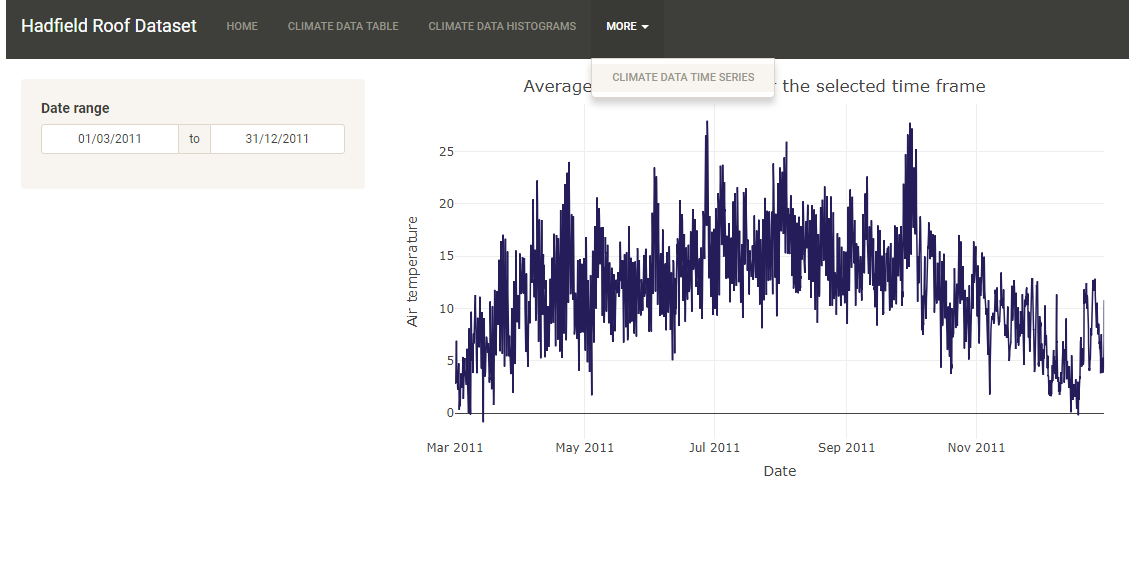 Hadfield Roof Dataset HOME CLIMATE DATA TABLE CLIMATE DATA HISTOGRAMS MORE
CLIMATE DATA TIME SERIES
Average the selected time frame
Date range
01/03/2011 to 31/12/2011
25
20
15
10
5
0
Air temperature
Mar 2011 May 2011 Jul 2011 Sep 2011 Nov 2011
Date